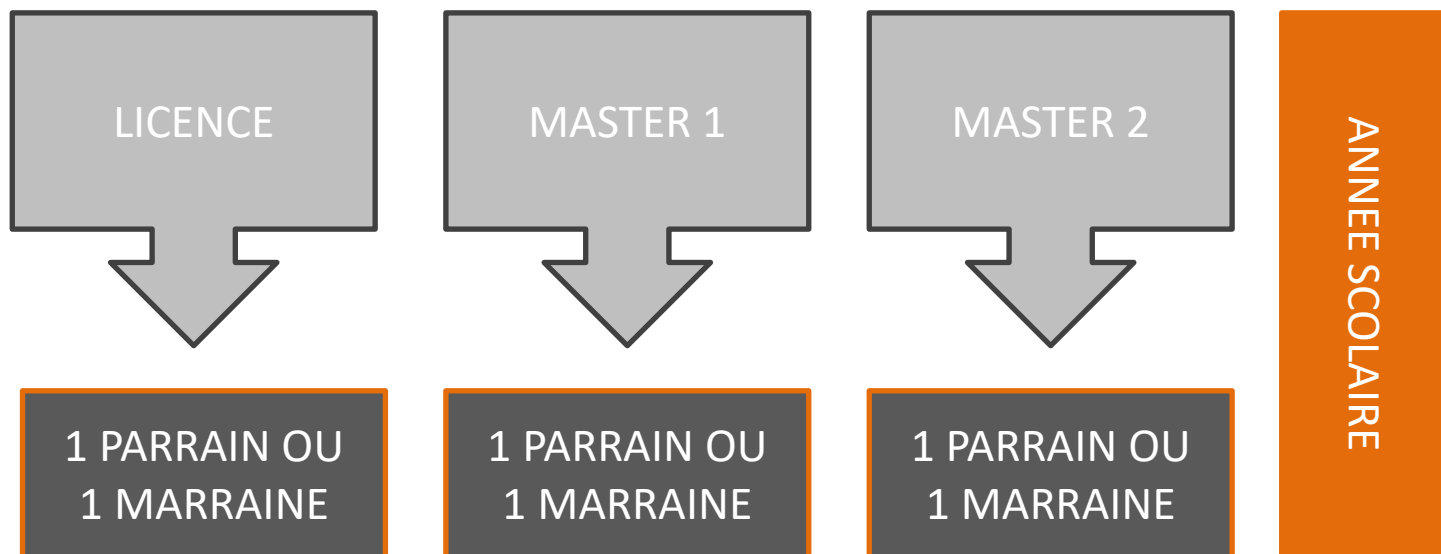 LICENCE
MASTER 1
MASTER 2
1 PARRAIN OU
1 MARRAINE
1 PARRAIN OU
1 MARRAINE
1 PARRAIN OU
1 MARRAINE
ANNEE SCOLAIRE